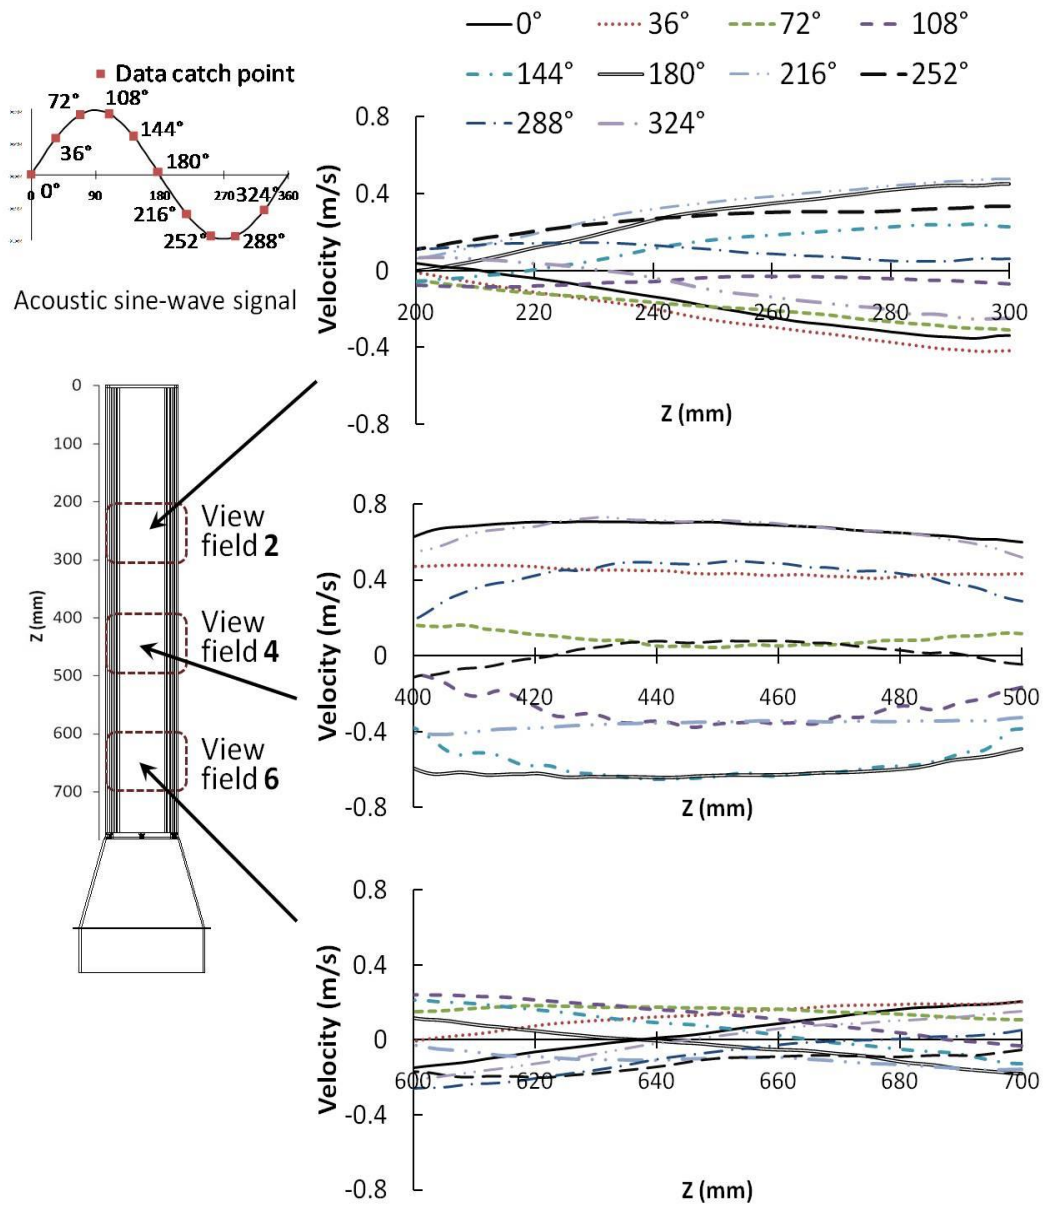 0° 36° 72° 108°
144° 180° 216° 252°
288° 324°
Data catch point
72° 108°
36° 144°
0° 180°
0 90 180 270 360
216° 324°
252° 288°
Acoustic sine-wave signal
Velocity (m/s)
0.8
0.4
0
-0.4
-0.8
200 220 240 260 280 300
Z (mm)
Z (mm)
0
100
200
300
400
500
600
700
View
field 2
View
field 4
View
field 6
Velocity (m/s)
0.8
0.4
0
-0.4
-0.8
400 420 440 460 480 500
Z (mm)
Velocity (m/s)
0.8
0.4
0
-0.4
-0.8
600 620 640 660 680 700
Z (mm)